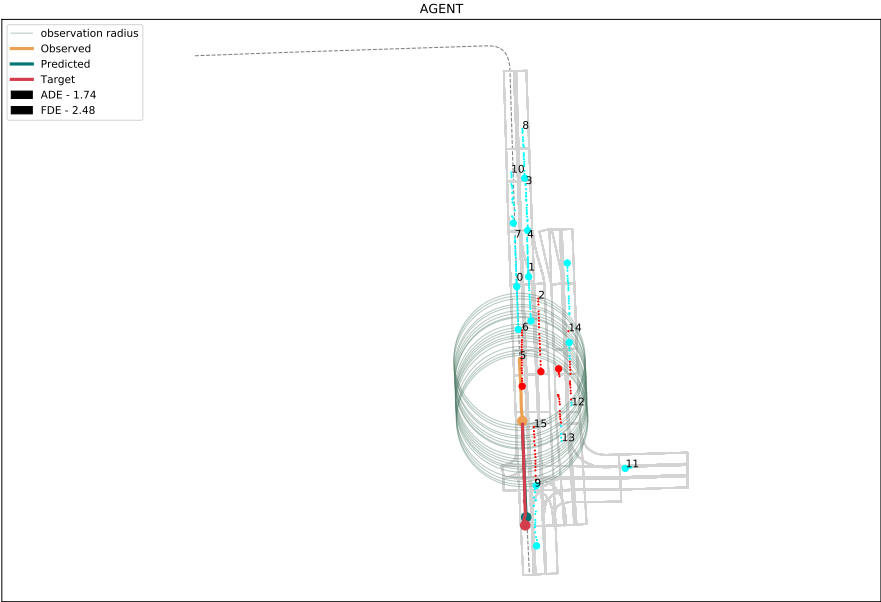 AGENT
observation radius
Observed
Predicted
Target
ADE - 1.74
FDE - 2.48
8
10
3
7
4
1
0
2
6
14
5
12
15
13
11
9